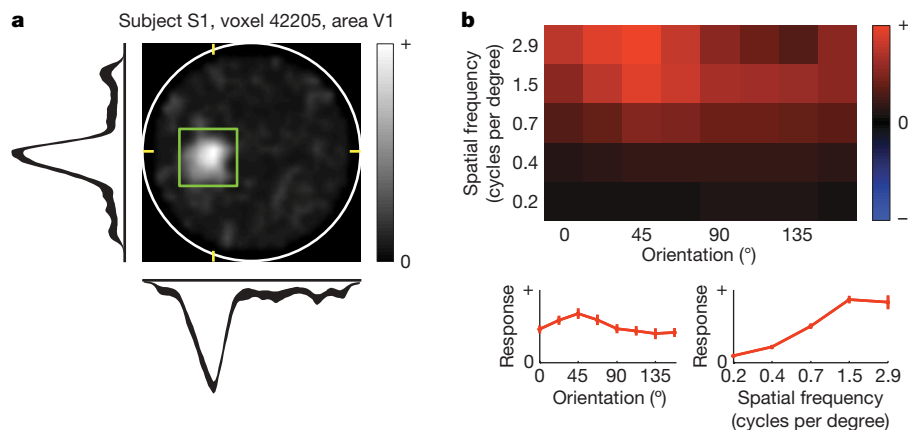 a
Subject S1, voxel 42205, area V1
+
0
b
Spatial frequency
(cycles per degree)
2.9
1.5
0.7
0.4
0.2
0 45 90 135
Orientation (°)
+
0
−
Response
+
0
0 45 90 135
Orientation (°)
Response
+
0
0.2 0.4 0.7 1.5 2.9
Spatial frequency
(cycles per degree)